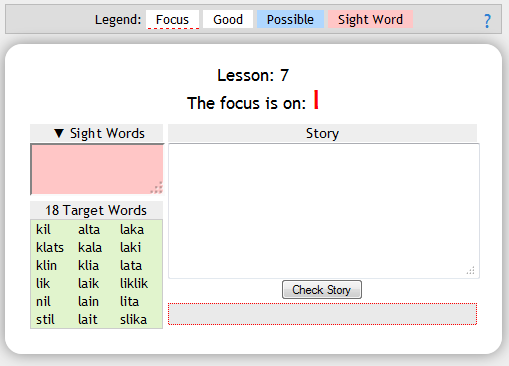 Legend: Focus Good Possible Sight Word ?
Lesson: 7
The focus is on: l
▼ Sight Words
Story
18 Target Words
kil alta laka
klats kala laki
klin klia lata
lik laik liklik
nil lain lita
stil lait slika
Check Story